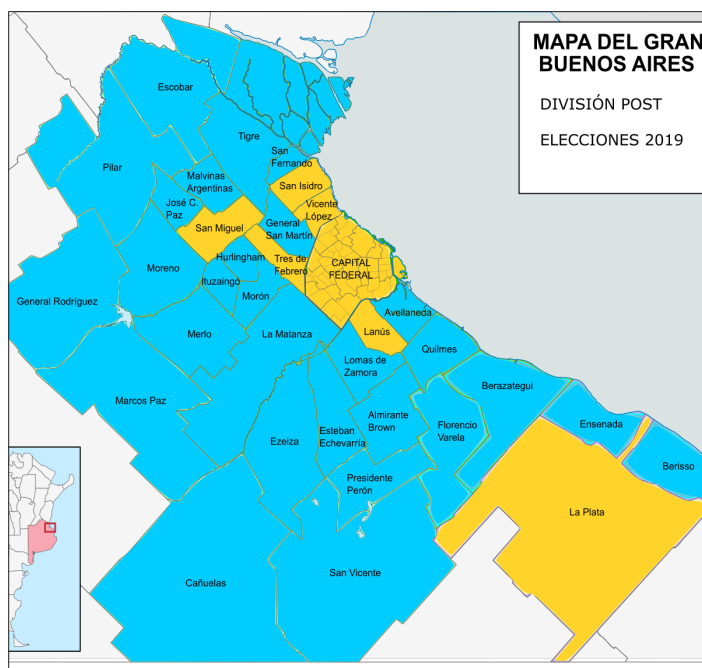 MAPA DEL GRAN
BUENOS AIRES
DIVISIÓN POST
ELECCIONES 2019
Escobar
Tigre
San
Fernando
Pilar
Malvinas
Argentinas
San Isidro
José C.
Paz
Vicente
López
San Miguel
General
San Martín
Hurlingham
Tres de
Febrero
CAPITAL
FEDERAL
Moreno
Ituzaingó
Morón
General Rodríguez
Avellaneda
Merlo
La Matanza
Lanús
Quilmes
Lomas de
Zamora
Berazategui
Marcos Paz
Almirante
Brown
Florencio
Varela
Ensenada
Ezeiza
Esteban
Echevarría
Berisso
Presidente
Perón
La Plata
Cañuelas
San Vicente